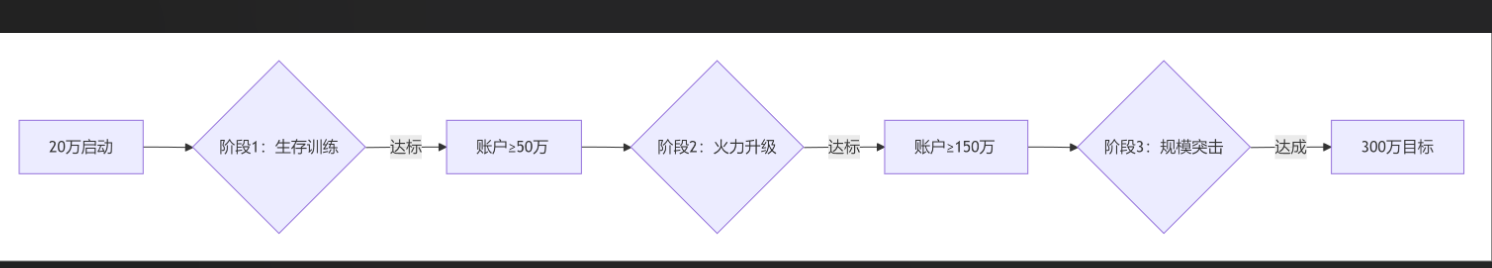 20万启动
阶段1：生存训练
达标
账户≥50万
阶段2：火力升级
达标
账户≥150万
阶段3：规模突击
达成
300万目标